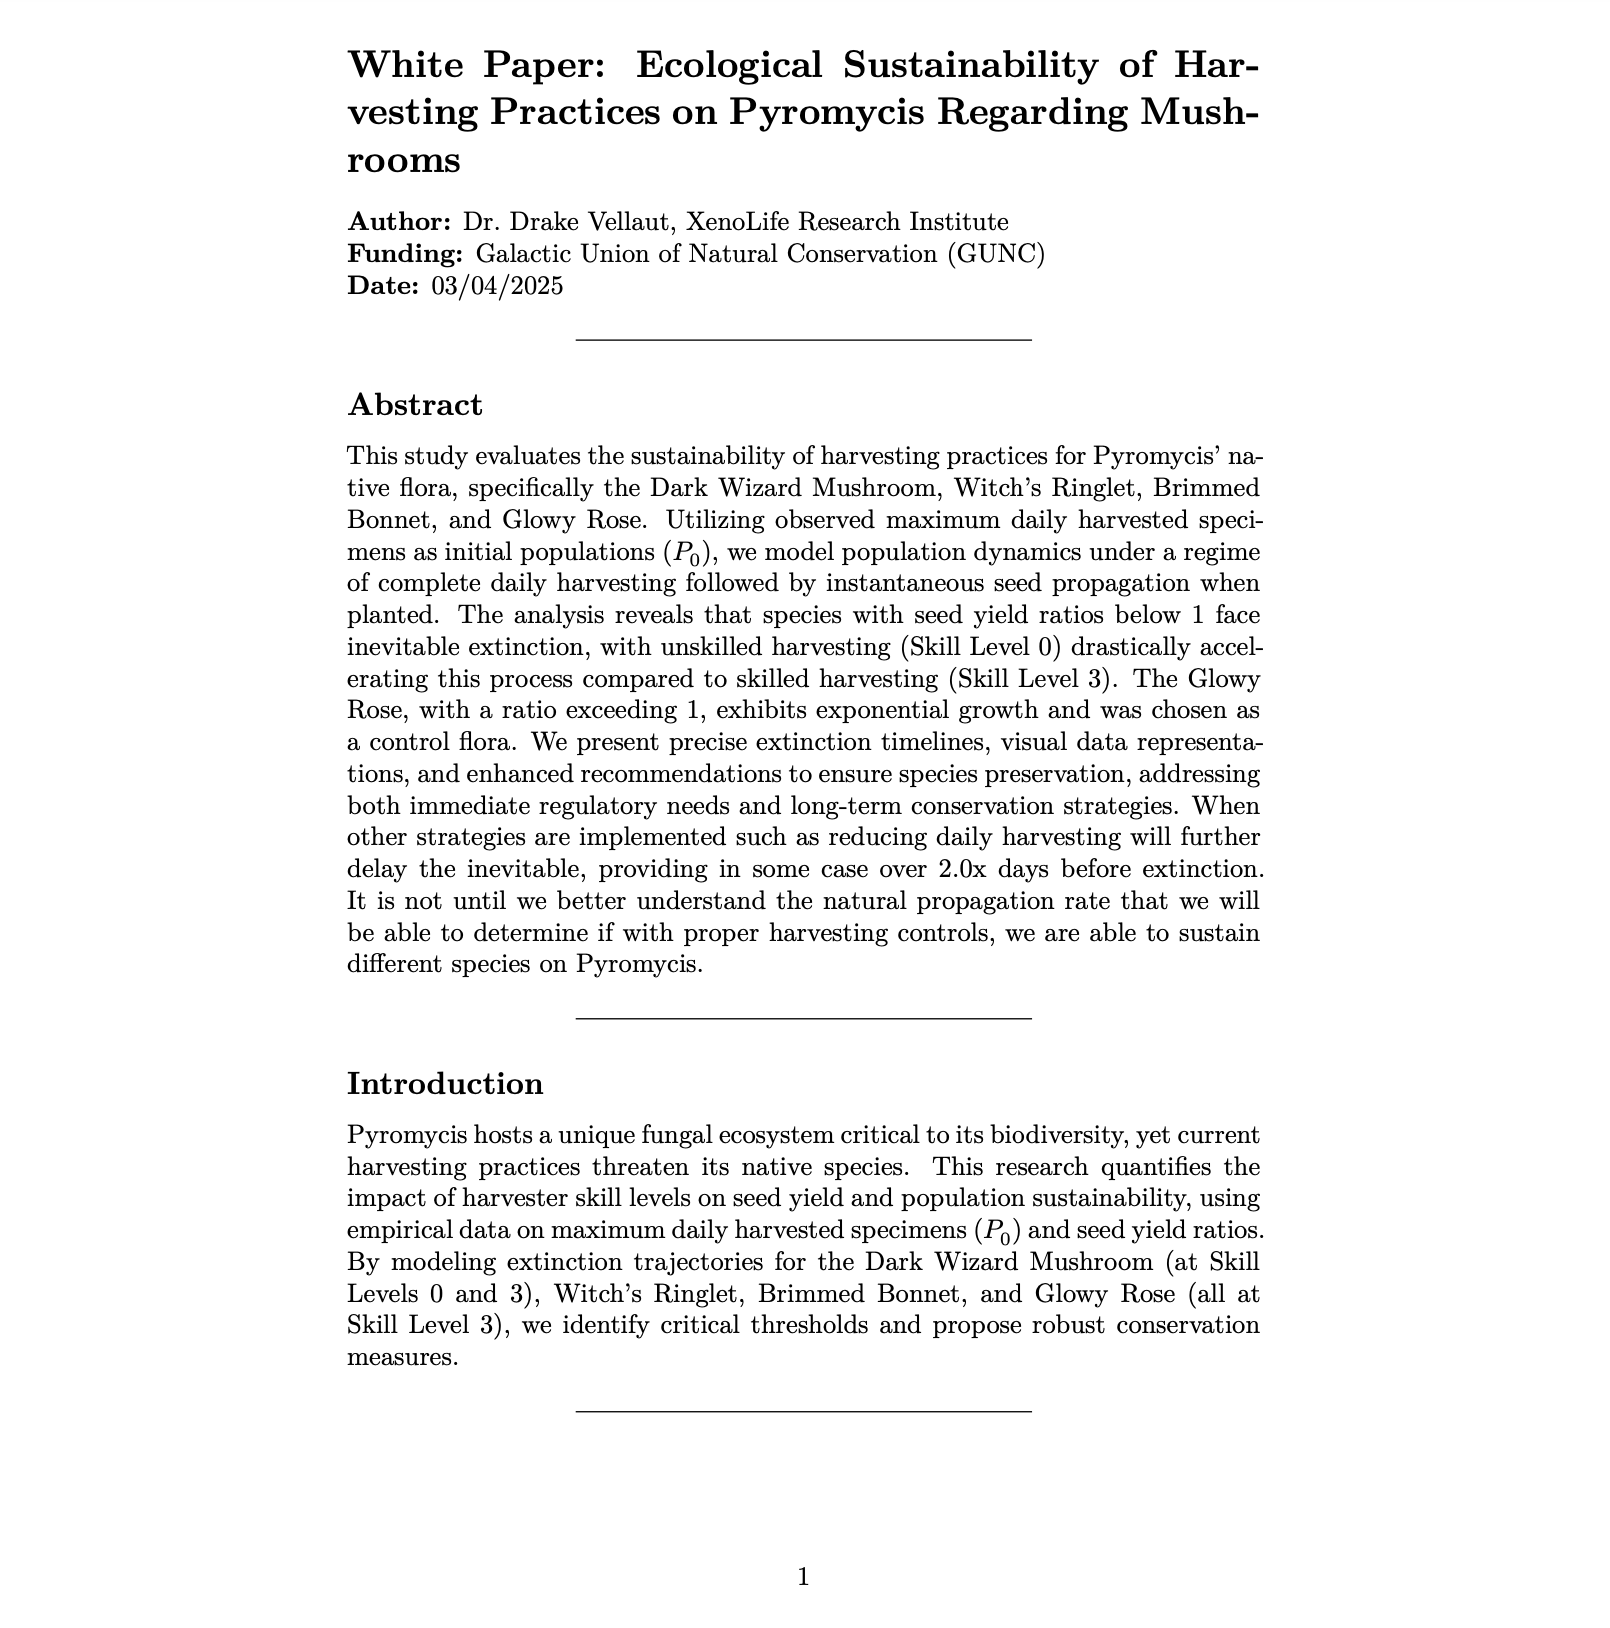 White Paper: Ecological Sustainability of Har-
vesting Practices on Pyromycis Regarding Mush-
rooms
Author: Dr. Drake Vellaut, XenoLife Research Institute
Funding: Galactic Union of Natural Conservation (GUNC)
Date: 03/04/2025
Abstract
This study evaluates the sustainability of harvesting practices for Pyromycis' na-
tive flora, specifically the Dark Wizard Mushroom, Witch's Ringlet, Brimmed
Bonnet, and Glowy Rose. Utilizing observed maximum daily harvested speci-
mens as initial populations (P₀), we model population dynamics under a regime
of complete daily harvesting followed by instantaneous seed propagation when
planted. The analysis reveals that species with seed yield ratios below 1 face
inevitable extinction, with unskilled harvesting (Skill Level 0) drastically accel-
erating this process compared to skilled harvesting (Skill Level 3). The Glowy
Rose, with a ratio exceeding 1, exhibits exponential growth and was chosen as
a control flora. We present precise extinction timelines, visual data representa-
tions, and enhanced recommendations to ensure species preservation, addressing
both immediate regulatory needs and long-term conservation strategies. When
other strategies are implemented such as reducing daily harvesting will further
delay the inevitable, providing in some case over 2.0x days before extinction.
It is not until we better understand the natural propagation rate that we will
be able to determine if with proper harvesting controls, we are able to sustain
different species on Pyromycis.
Introduction
Pyromycis hosts a unique fungal ecosystem critical to its biodiversity, yet current
harvesting practices threaten its native species. This research quantifies the
impact of harvester skill levels on seed yield and population sustainability, using
empirical data on maximum daily harvested specimens (P₀) and seed yield ratios.
By modeling extinction trajectories for the Dark Wizard Mushroom (at Skill
Levels 0 and 3), Witch's Ringlet, Brimmed Bonnet, and Glowy Rose (all at
Skill Level 3), we identify critical thresholds and propose robust conservation
measures.
1